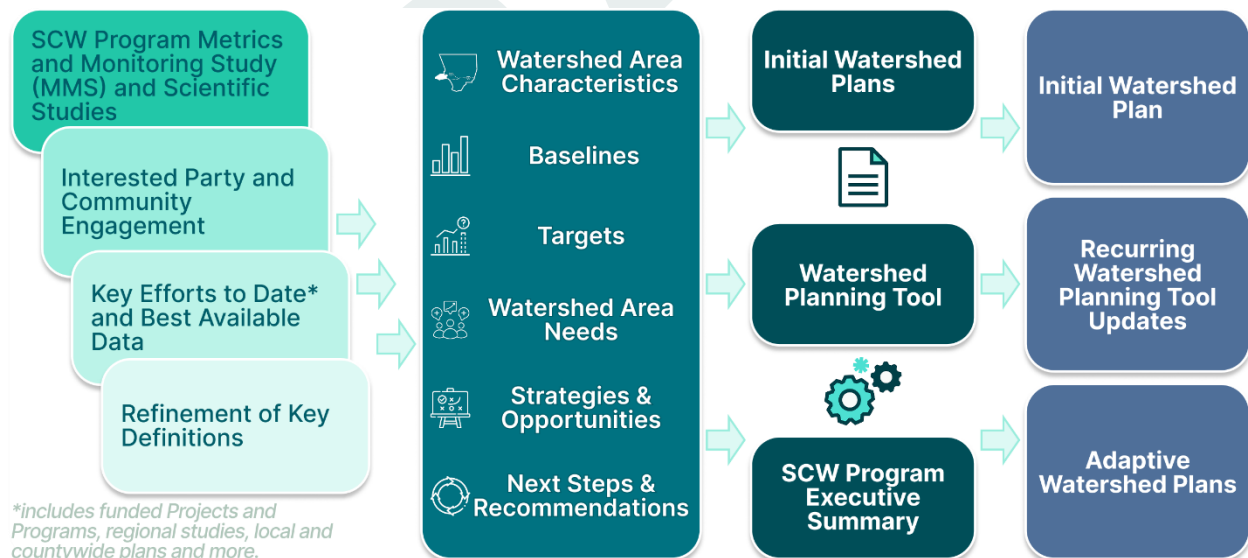 SCW Program Metrics
and Monitoring Study
(MMS) and Scientific
Studies
Interested Party and
Community
Engagement
Key Efforts to Date*
and Best Available
Data
Refinement of Key
Definitions
*includes funded Projects and
Programs, regional studies, local and
countywide plans and more.
Watershed Area
Characteristics
Baselines
Targets
Watershed Area
Needs
Strategies &
Opportunities
Next Steps &
Recommendations
Initial Watershed
Plans
Watershed
Planning Tool
SCW Program
Executive
Summary
Initial Watershed
Plan
Recurring
Watershed
Planning Tool
Updates
Adaptive
Watershed Plans